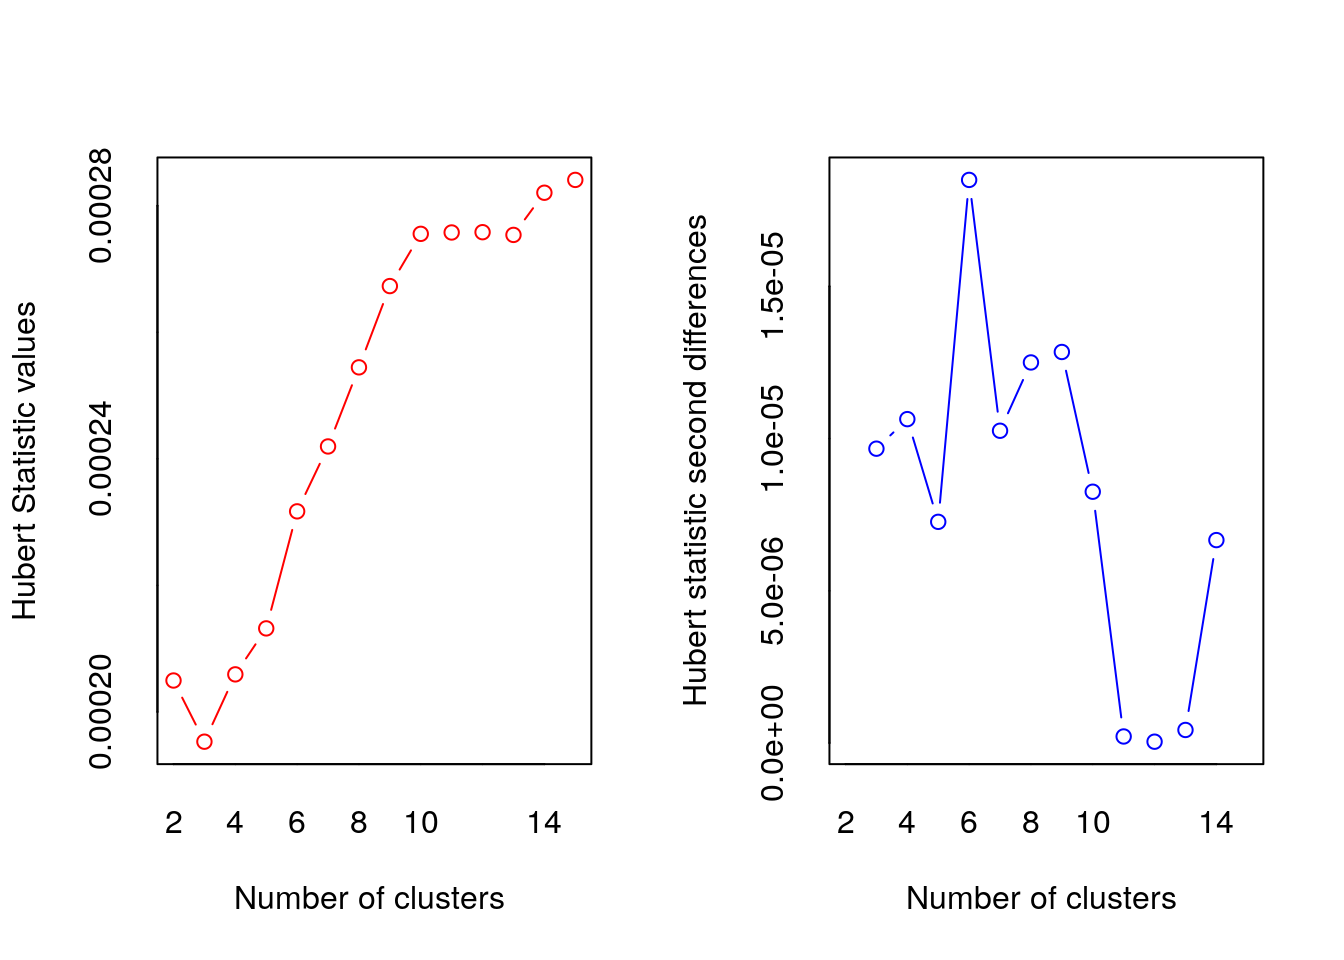 Hubert Statistic values
0.00020
0.00024
0.00028
2 4 6 8 10 14
Number of clusters
Hubert statistic second differences
0.0e+00
5.0e-06
1.0e-05
1.5e-05
2 4 6 8 10 14
Number of clusters